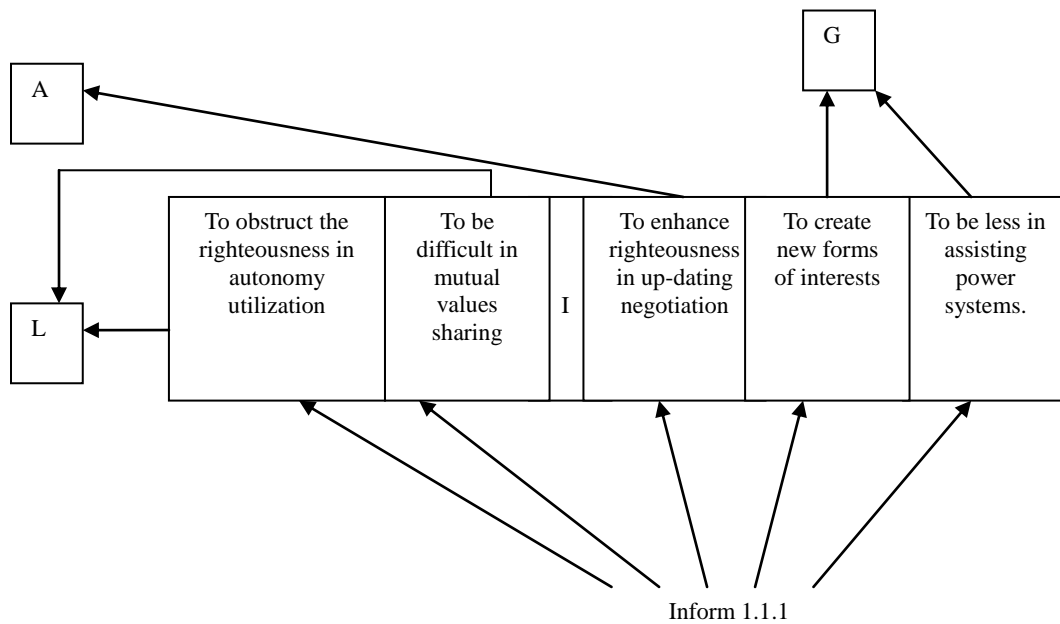 G
A
To obstruct the
righteousness in
autonomy
utilization
To be
difficult in
mutual
values
sharing
I
To enhance
righteousness
in up-dating
negotiation
To create
new forms
of interests
To be less in
assisting
power
systems.
L
Inform 1.1.1